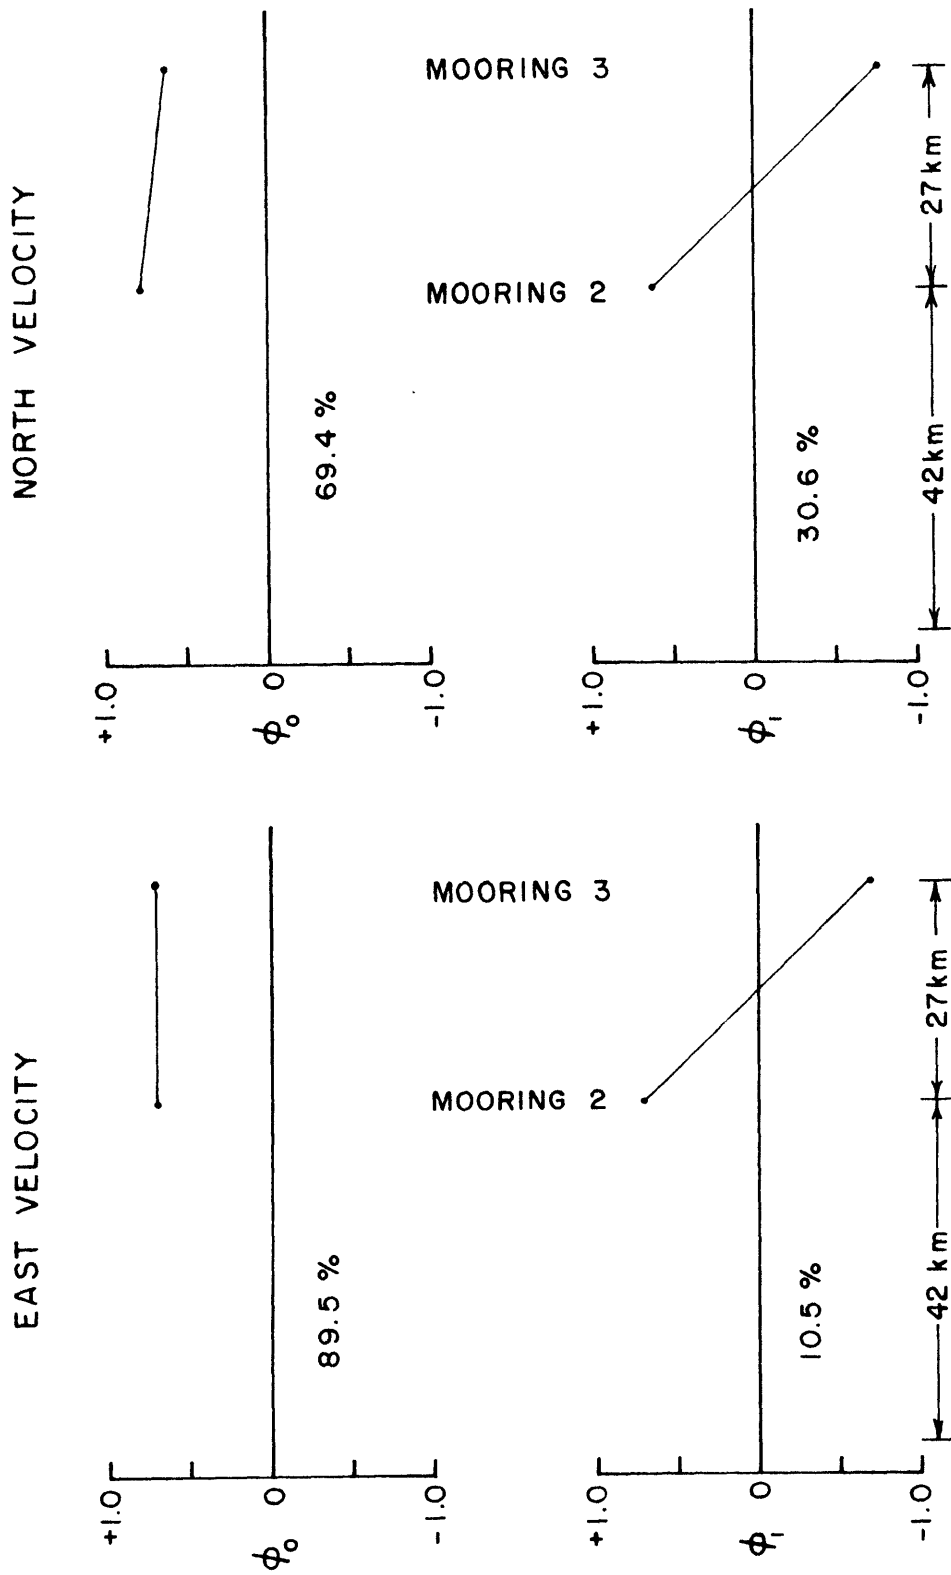 EAST VELOCITY
+1.0
0
-1.0
ϕ₀
89.5 %
MOORING 2
MOORING 3
+1.0
0
-1.0
ϕ₁
10.5 %
42 km
27 km
NORTH VELOCITY
+1.0
0
-1.0
ϕ₀
69.4 %
MOORING 2
MOORING 3
+1.0
0
-1.0
ϕ₁
30.6 %
42 km
27 km